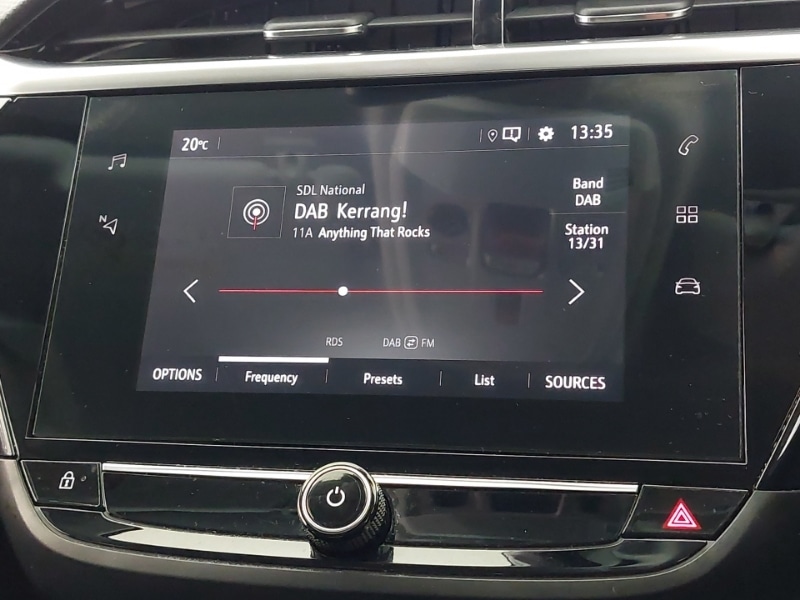 20°C
13:35
SDL National
DAB Kerrang!
11A Anything That Rocks
Band
DAB
Station
13/31
N
RDS
DAB FM
OPTIONS Frequency Presets List SOURCES